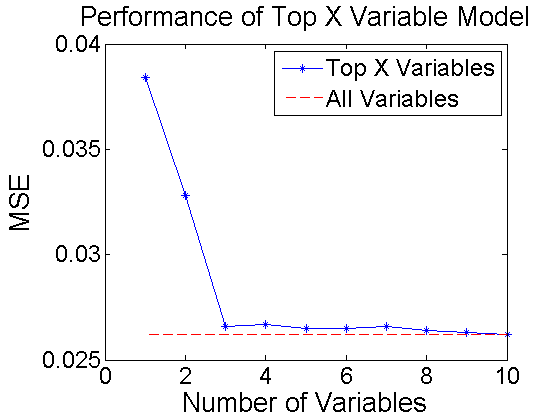 Performance of Top X Variable Model
0.04
Top X Variables
All Variables
0.035
MSE
0.03
0.025
0 2 4 6 8 10
Number of Variables